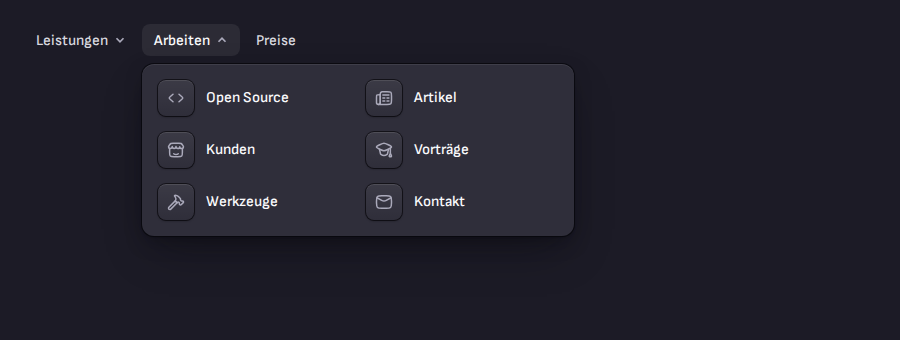 Leistungen Arbeiten Preise
Open Source Artikel
Kunden Vorträge
Werkzeuge Kontakt